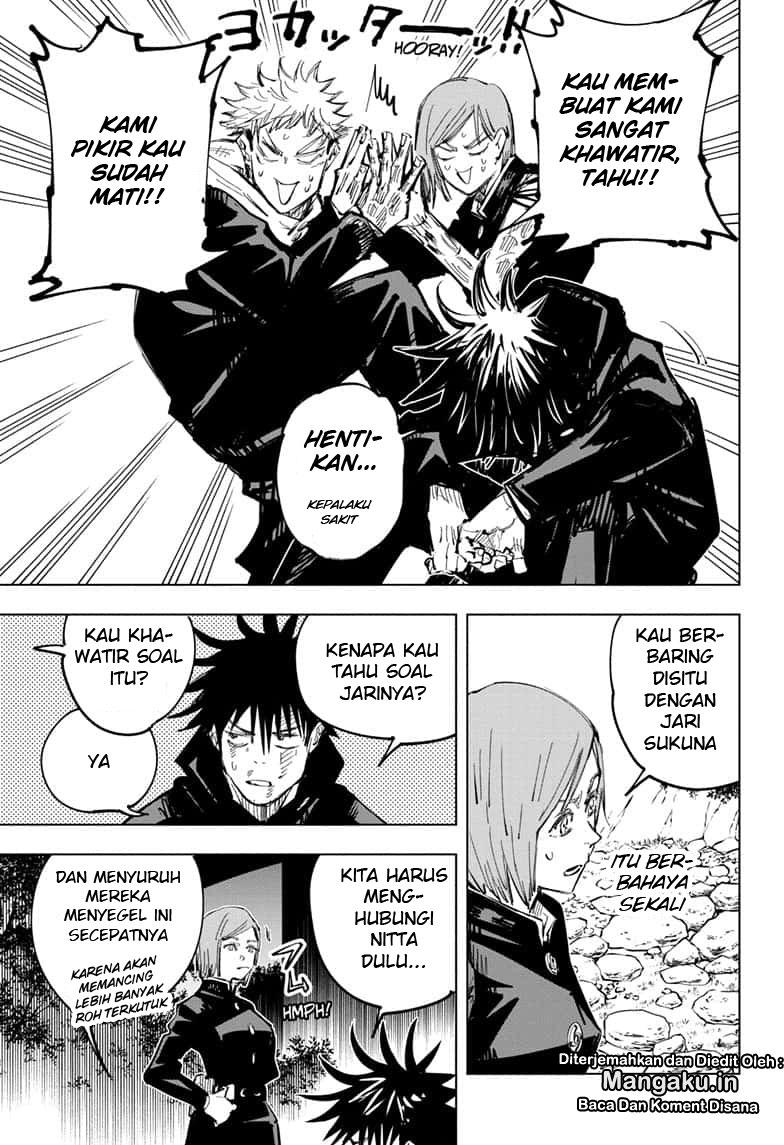 ヨカッターッ!!
HOORAY!
KAU MEM-
BUAT KAMI
SANGAT
KHAWATIR,
TAHU!!
KAMI
PIKIR KAU
SUDAH
MATI!!
HENTI-
KAN...
KEPALAKU
SAKIT
KAU BER-
BARING
DISITU
DENGAN
JARI
SUKUNA
ITU BER-
BAHAYA
SEKALI
KENAPA KAU
TAHU SOAL
JARINYA?
KAU KHA-
WATIR SOAL
ITU?
YA
KITA HARUS
MENG-
HUBUNGI
NITTA
DULU...
HMPH!
DAN MENYURUH
MEREKA
MENYEGEL INI
SECEPATNYA
KARENA AKAN
MEMANCING
LEBIH BANYAK
ROH TERKUTUK
Diterjemahkan dan Diedit Oleh :
Mangaku.in
Baca Dan Koment Disana